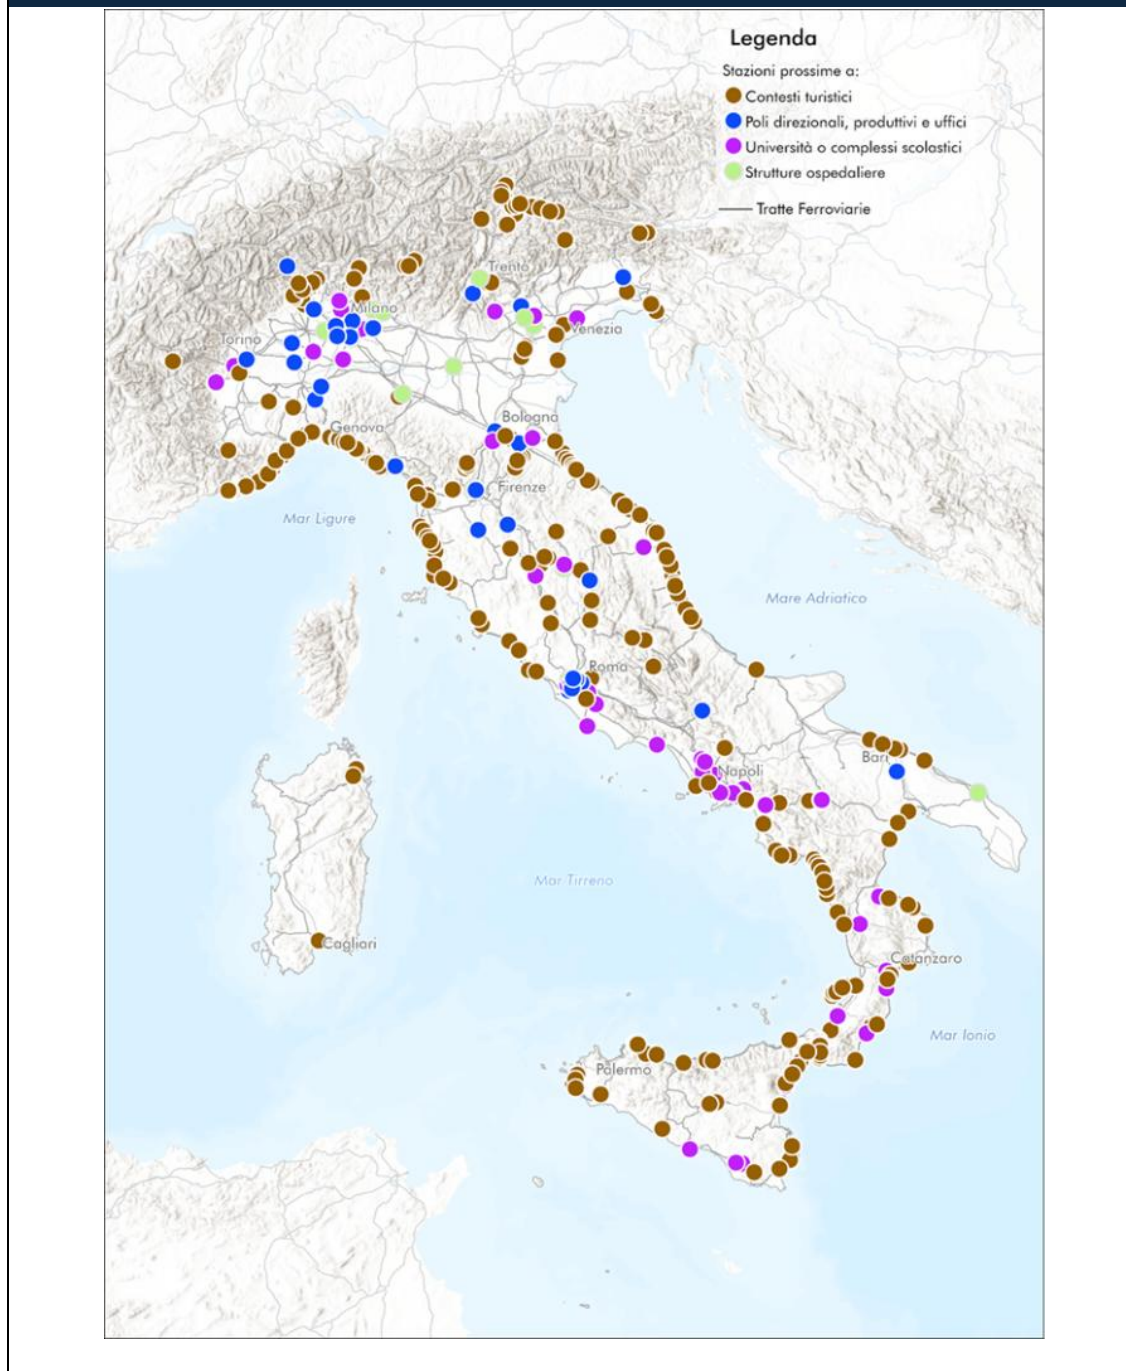 Legenda
Stazioni prossime a:
Contesti turistici
Poli direzionali, produttivi e uffici
Università o complessi scolastici
Strutture ospedaliere
Tratte Ferroviarie
Trento
Milano
Torino
Venezia
Bologna
Genova
Firenze
Mar Ligure
Mare Adriatico
Roma
Bari
Napoli
Mar Tirreno
Cagliari
Catanzaro
Mar Ionio
Palermo